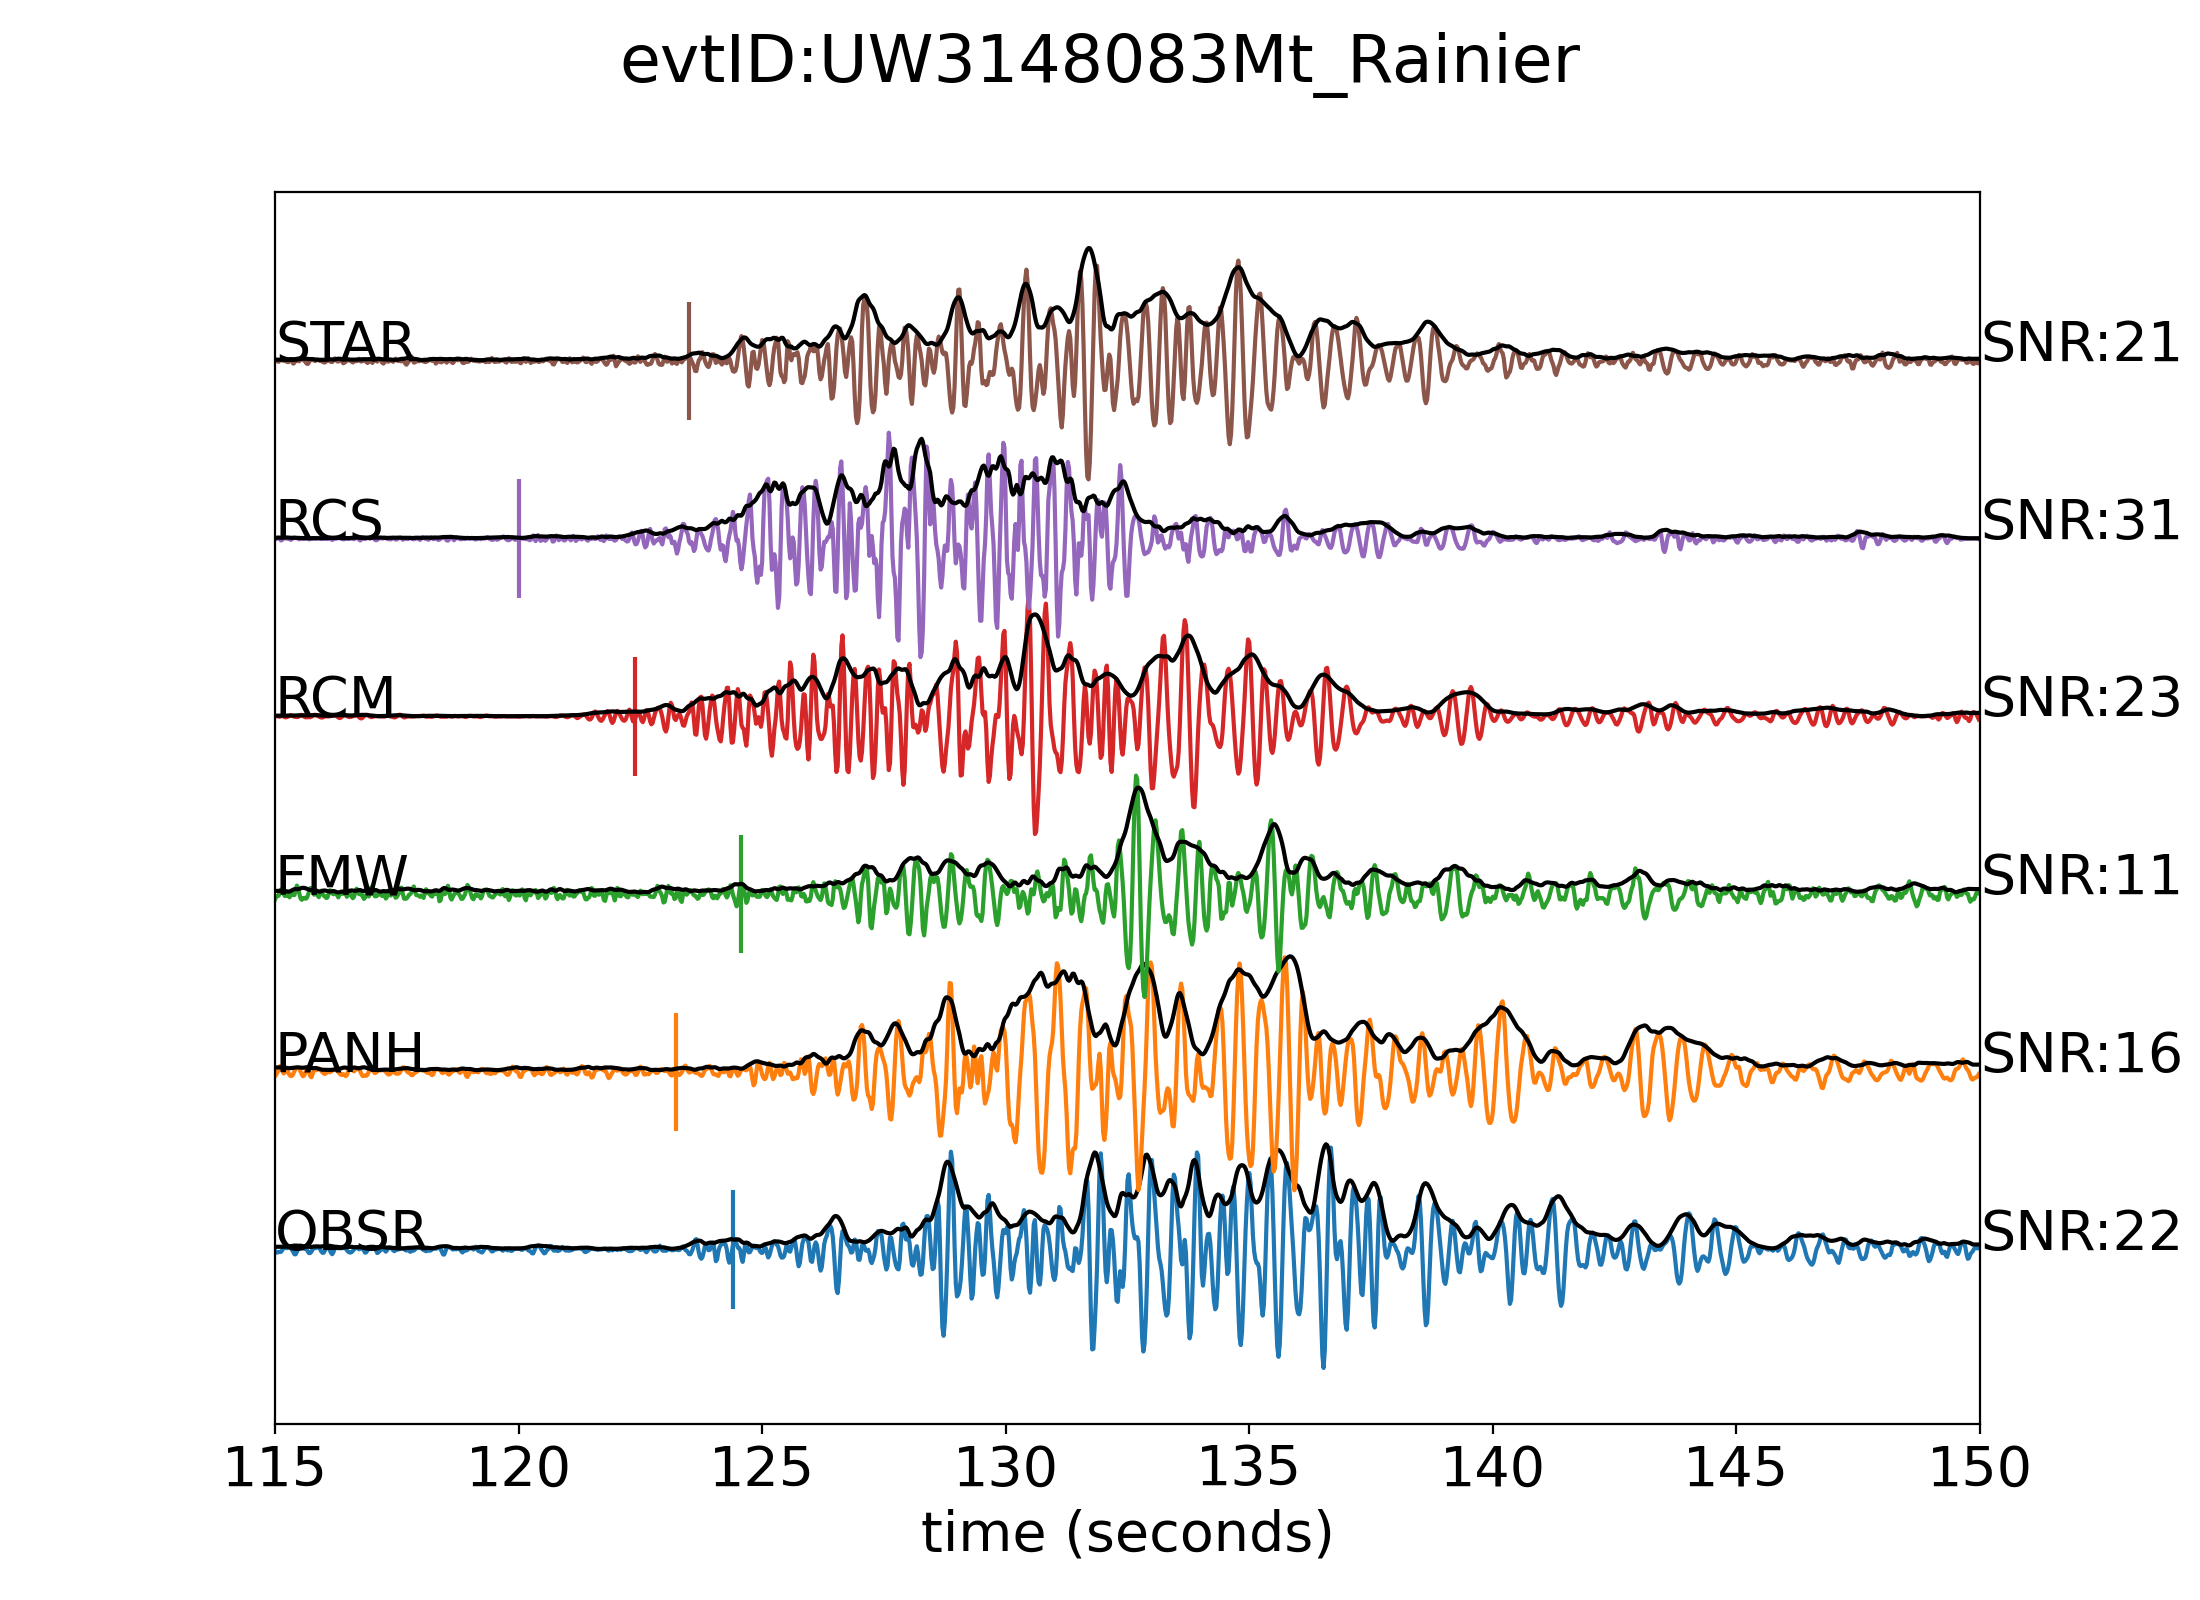 evtID:UW3148083Mt_Rainier
STAR SNR:21
RCS SNR:31
RCM SNR:23
FMW SNR:11
PANH SNR:16
OBSR SNR:22
115 120 125 130 135 140 145 150
time (seconds)